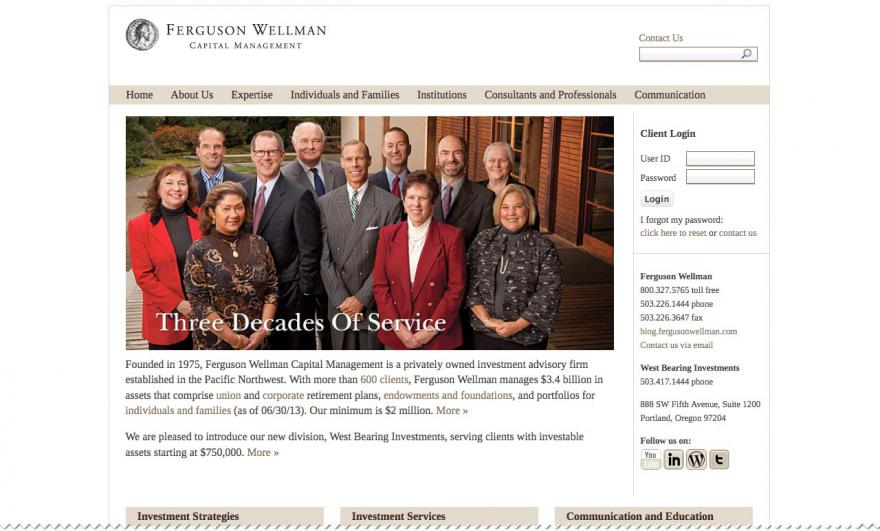 FERGUSON WELLMAN
CAPITAL MANAGEMENT
Contact Us
Home About Us Expertise Individuals and Families Institutions Consultants and Professionals Communication
Three Decades Of Service
Founded in 1975, Ferguson Wellman Capital Management is a privately owned investment advisory firm
established in the Pacific Northwest. With more than 600 clients, Ferguson Wellman manages $3.4 billion in
assets that comprise union and corporate retirement plans, endowments and foundations, and portfolios for
individuals and families (as of 06/30/13). Our minimum is $2 million. More »
We are pleased to introduce our new division, West Bearing Investments, serving clients with investable
assets starting at $750,000. More »
Client Login
User ID
Password
Login
I forgot my password:
click here to reset or contact us
Ferguson Wellman
800.327.5765 toll free
503.226.1444 phone
503.226.3647 fax
blog.fergusonwellman.com
Contact us via email
West Bearing Investments
503.417.1444 phone
888 SW Fifth Avenue, Suite 1200
Portland, Oregon 97204
Follow us on:
You
in
W
t
Investment Strategies
Investment Services
Communication and Education